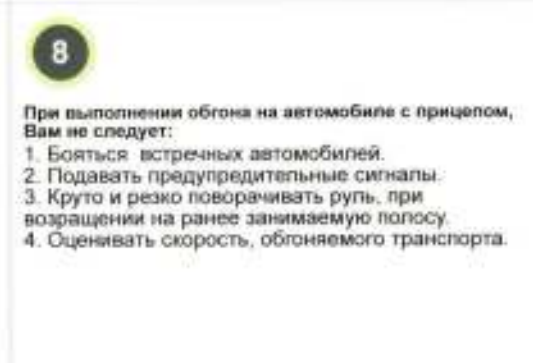 8
При выполнении обгона на автомобиле с прицепом,
Вам не следует:
1. Бояться встречных автомобилей.
2. Подавать предупредительные сигналы.
3. Круто и резко поворачивать руль, при
возращении на ранее занимаемую полосу.
4. Оценивать скорость, обгоняемого транспорта.